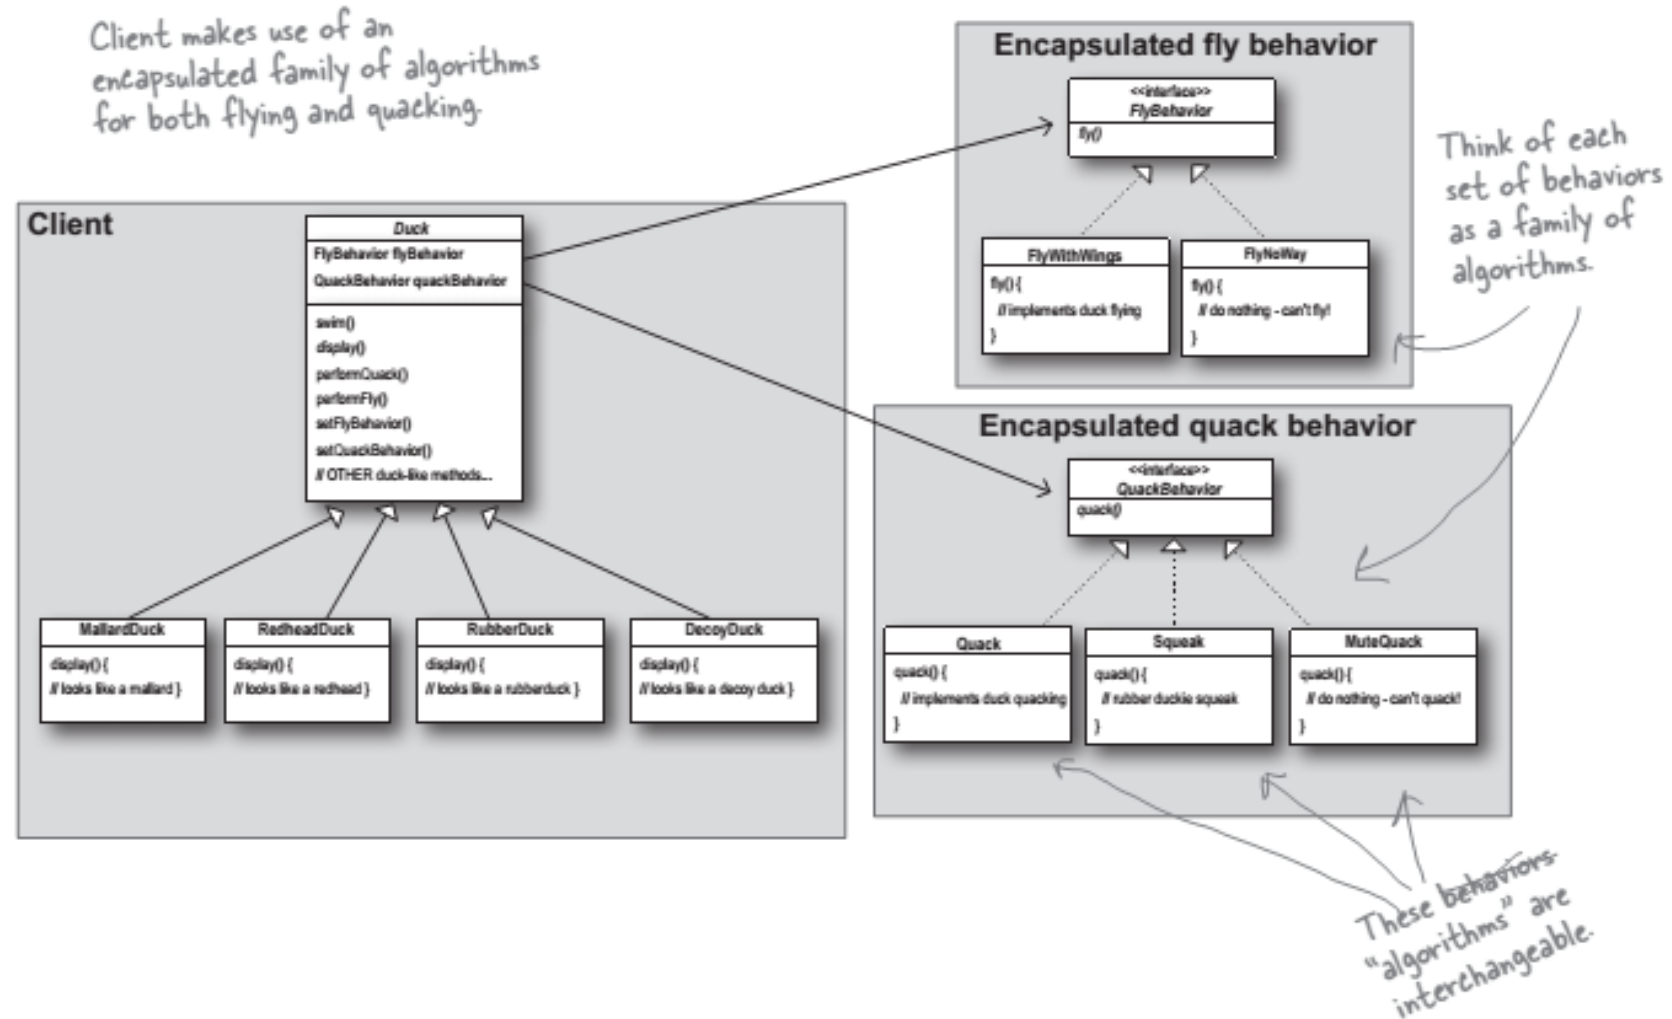 Client makes use of an
encapsulated family of algorithms
for both flying and quacking.
Client
Duck
FlyBehavior flyBehavior
QuackBehavior quackBehavior
swim()
display()
performQuack()
performFly()
setFlyBehavior()
setQuackBehavior()
// OTHER duck-like methods...
MallardDuck
display() {
// looks like a mallard }
RedheadDuck
display() {
// looks like a redhead }
RubberDuck
display() {
// looks like a rubberduck }
DecoyDuck
display() {
// looks like a decoy duck }
Encapsulated fly behavior
<<interface>>
FlyBehavior
fly()
FlyWithWings
fly() {
// implements duck flying
}
FlyNoWay
fly() {
// do nothing - can't fly!
}
Think of each
set of behaviors
as a family of
algorithms.
Encapsulated quack behavior
<<interface>>
QuackBehavior
quack()
Quack
quack() {
// implements duck quacking
}
Squeak
quack() {
// rubber duckie squeak
}
MuteQuack
quack() {
// do nothing - can't quack!
}
These behaviors
“algorithms” are
interchangeable.